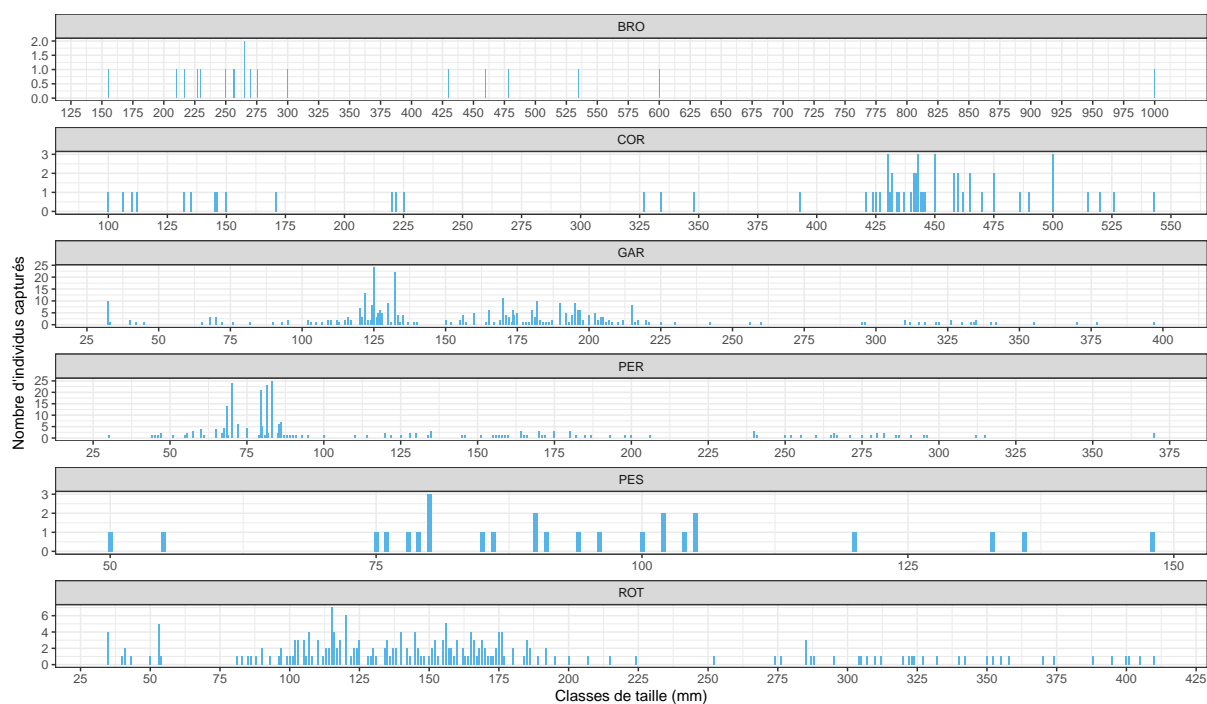 BRO
2.0
1.5
1.0
0.5
0.0
125 150 175 200 225 250 275 300 325 350 375 400 425 450 475 500 525 550 575 600 625 650 675 700 725 750 775 800 825 850 875 900 925 950 975 1000
COR
3
2
1
0
100 125 150 175 200 225 250 275 300 325 350 375 400 425 450 475 500 525 550
GAR
25
20
15
10
5
0
25 50 75 100 125 150 175 200 225 250 275 300 325 350 375 400
PER
25
20
15
10
5
0
25 50 75 100 125 150 175 200 225 250 275 300 325 350 375
PES
3
2
1
0
50 75 100 125 150
ROT
6
4
2
0
25 50 75 100 125 150 175 200 225 250 275 300 325 350 375 400 425
Classes de taille (mm)
Nombre d'individus capturés